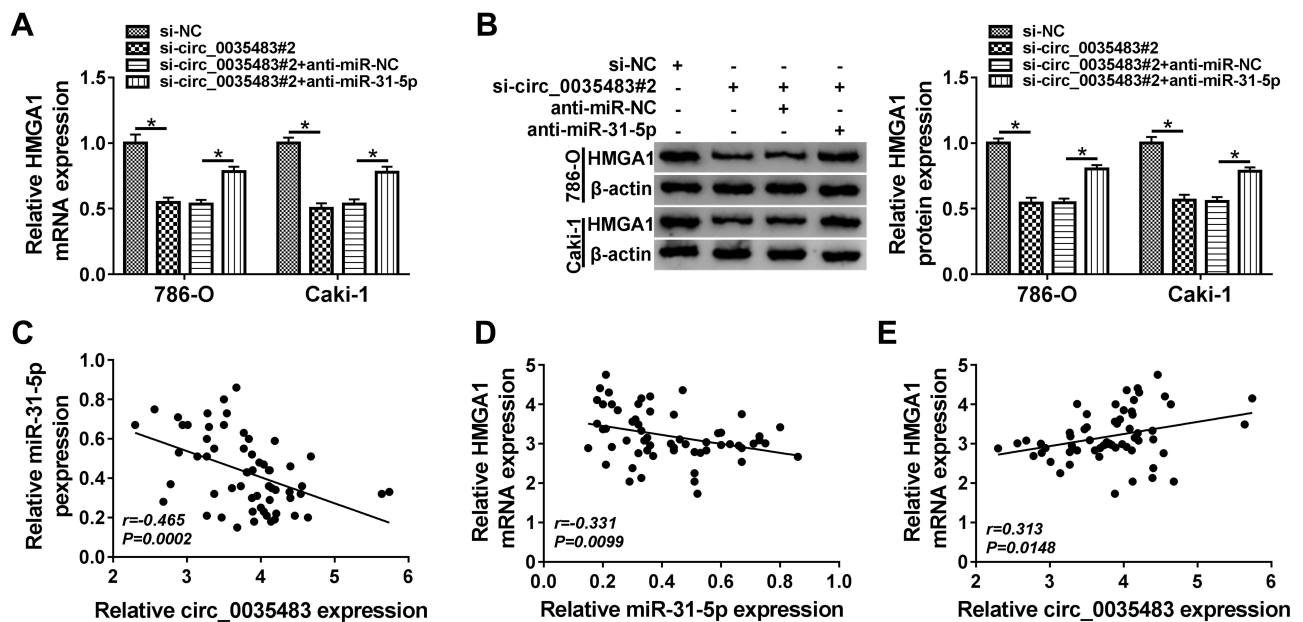 A
si-NC
si-circ_0035483#2
si-circ_0035483#2+anti-miR-NC
si-circ_0035483#2+anti-miR-31-5p
Relative HMGA1
mRNA expression
1.5
1.0
0.5
0.0
*
*
*
*
786-O
Caki-1
B
si-NC + - - -
si-circ_0035483#2 - + + +
anti-miR-NC - - + -
anti-miR-31-5p - - - +
786-O
HMGA1
β-actin
Caki-1
HMGA1
β-actin
si-NC
si-circ_0035483#2
si-circ_0035483#2+anti-miR-NC
si-circ_0035483#2+anti-miR-31-5p
Relative HMGA1
protein expression
1.5
1.0
0.5
0.0
*
*
*
*
786-O
Caki-1
C
Relative miR-31-5p
pexpression
1.0
0.8
0.6
0.4
0.2
0.0
r=-0.465
P=0.0002
2 3 4 5 6
Relative circ_0035483 expression
D
Relative HMGA1
mRNA expression
5
4
3
2
1
0
r=-0.331
P=0.0099
0.0 0.2 0.4 0.6 0.8 1.0
Relative miR-31-5p expression
E
Relative HMGA1
mRNA expression
5
4
3
2
1
0
r=0.313
P=0.0148
2 3 4 5 6
Relative circ_0035483 expression